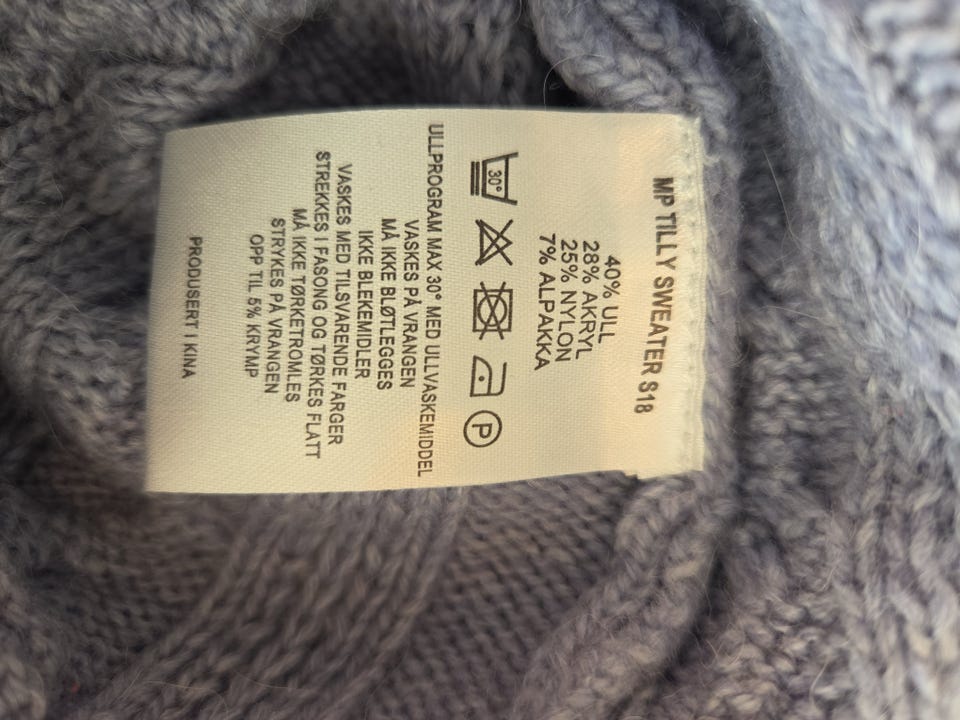 MP TILLY SWEATER S18
40% ULL
28% AKRYL
25% NYLON
7% ALPAKKA
30°
P
ULLPROGRAM MAX 30° MED ULLVASKEMIDDEL
VASKES PÅ VRANGEN
MÅ IKKE BLØTLEGGES
IKKE BLEKEMIDLER
VASKES MED TILSVARENDE FARGER
STREKKES I FASONG OG TØRKES FLATT
MÅ IKKE TØRKETROMLES
STRYKES PÅ VRANGEN
OPP TIL 5% KRYMP
PRODUSERT I KINA